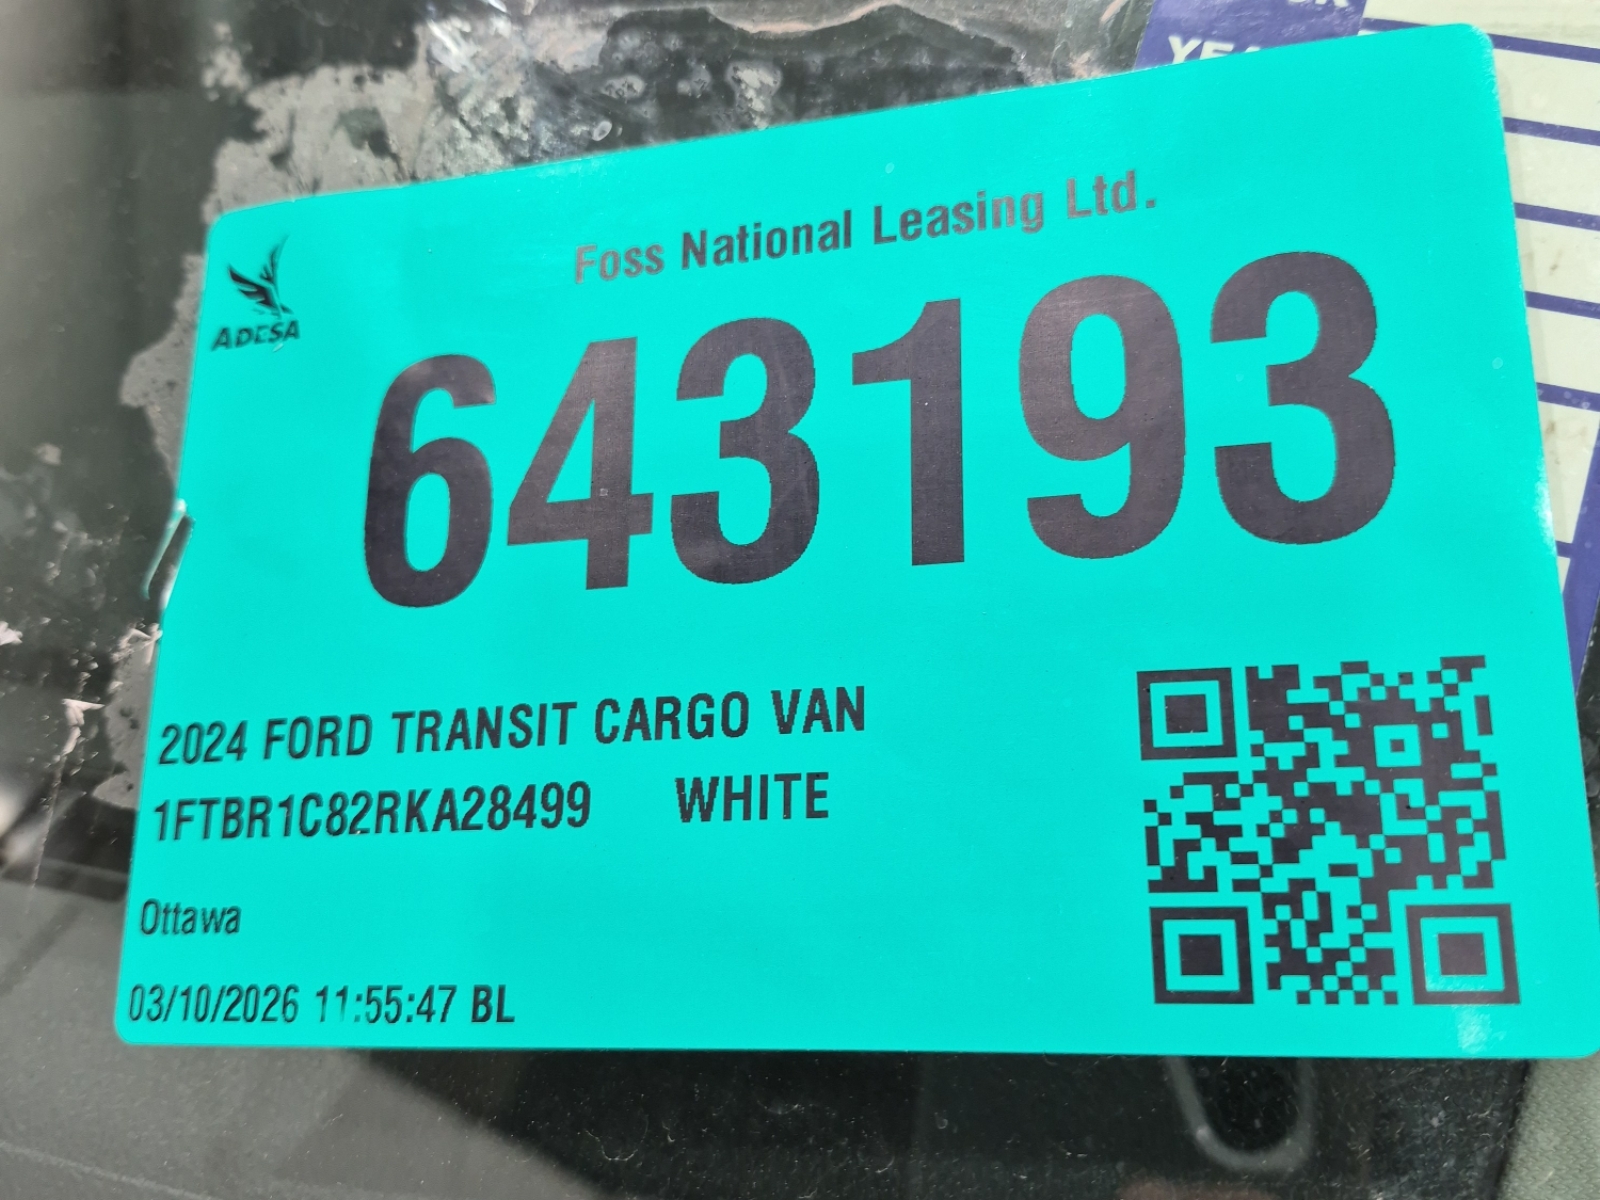 Foss National Leasing Ltd.
ADESA
643193
2024 FORD TRANSIT CARGO VAN
1FTBR1C82RKA28499 WHITE
Ottawa
03/10/2026 11:55:47 BL